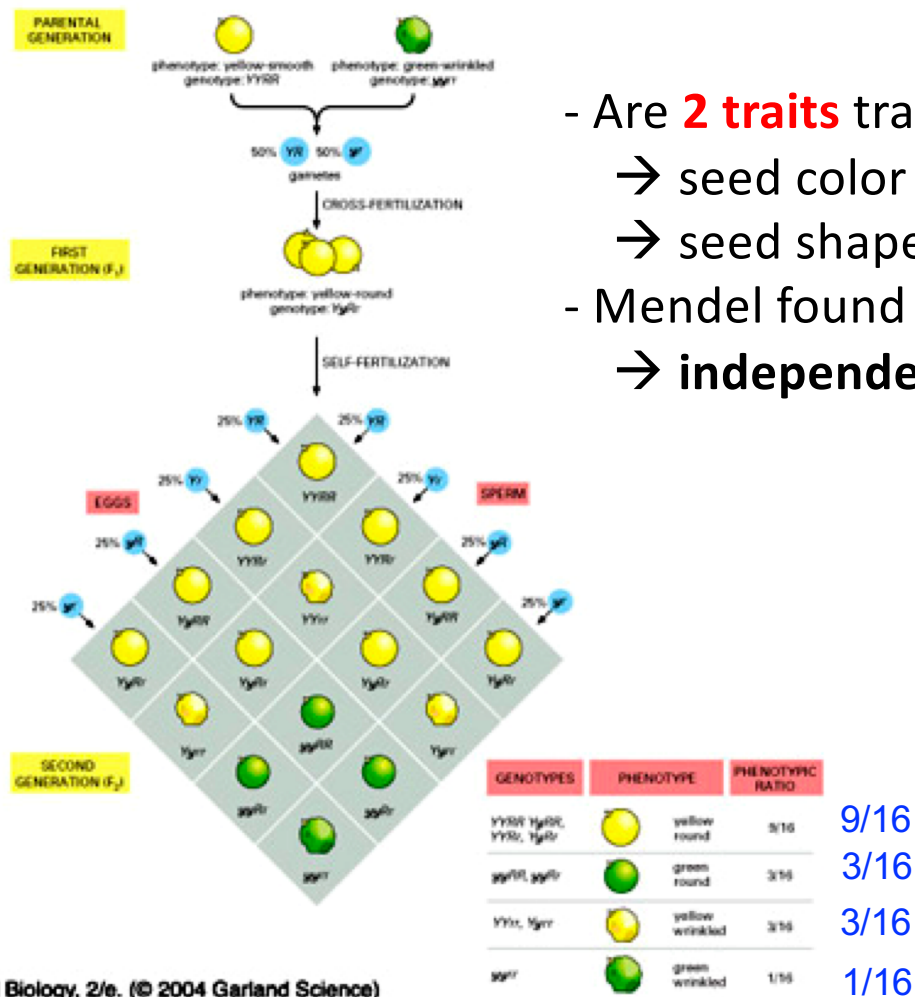 PARENTAL
GENERATION
phenotype: yellow-smooth
genotype: YYRR
phenotype: green-wrinkled
genotype: yyrr
50% YR 50% yr
gametes
CROSS-FERTILIZATION
FIRST
GENERATION (F₁)
phenotype: yellow-round
genotype: YyRr
SELF-FERTILIZATION
- Are 2 traits tra
→ seed color
→ seed shape
- Mendel found
→ independe
25% YR
25% YR
25% Yr
25% Yr
EGGS
SPERM
25% yR
25% yR
25% yr
25% yr
YYRR
YYRr
YYRr
YyRR
YYrr
YyRR
YyRr
YyRr
YyRr
YyRr
Yyrr
yyRR
Yyrr
yyRr
yyRr
yyrr
SECOND
GENERATION (F₂)
GENOTYPES PHENOTYPE PHENOTYPIC
RATIO
YYRR YyRR,
YYRr, YyRr
yellow
round
9/16
9/16
yyRR, yyRr
green
round
3/16
3/16
YYrr, Yyrr
yellow
wrinkled
3/16
3/16
yyrr
green
wrinkled
1/16
1/16
Biology, 2/e. (© 2004 Garland Science)